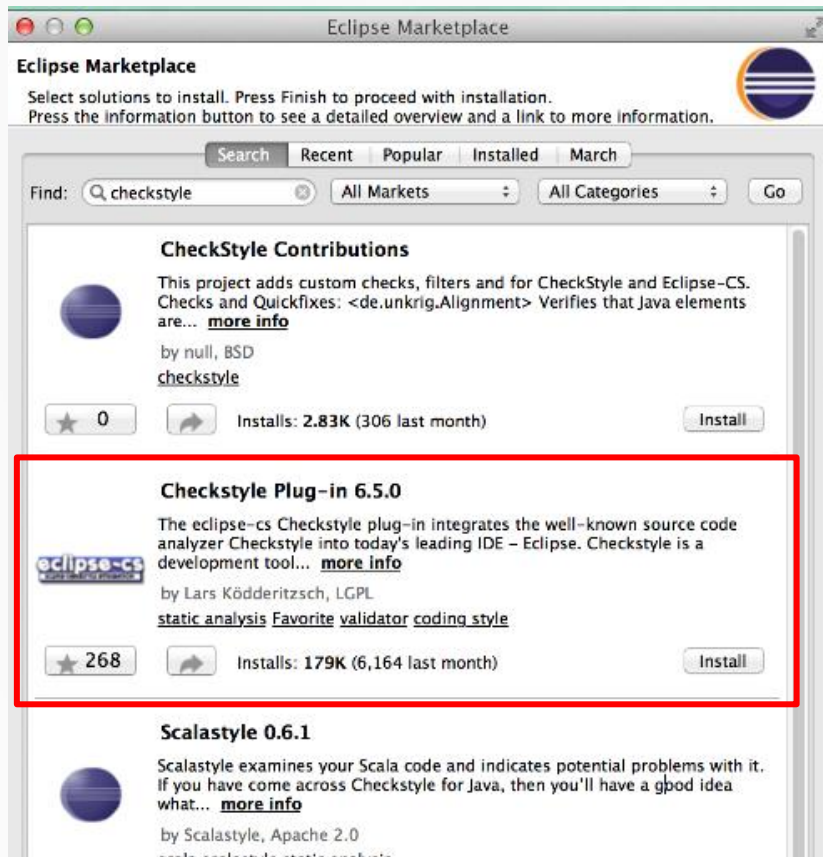 Eclipse Marketplace
Eclipse Marketplace
Select solutions to install. Press Finish to proceed with installation.
Press the information button to see a detailed overview and a link to more information.
Search Recent Popular Installed March
Find: checkstyle All Markets All Categories Go
CheckStyle Contributions
This project adds custom checks, filters and for CheckStyle and Eclipse-CS.
Checks and Quickfixes: <de.unkrig.Alignment> Verifies that Java elements
are... more info
by null, BSD
checkstyle
0 Installs: 2.83K (306 last month) Install
Checkstyle Plug-in 6.5.0
The eclipse-cs Checkstyle plug-in integrates the well-known source code
analyzer Checkstyle into today's leading IDE – Eclipse. Checkstyle is a
eclipse-cs
development tool... more info
by Lars Ködderitzsch, LGPL
static analysis Favorite validator coding style
268 Installs: 179K (6,164 last month) Install
Scalastyle 0.6.1
Scalastyle examines your Scala code and indicates potential problems with it.
If you have come across Checkstyle for Java, then you'll have a good idea
what... more info
by Scalastyle, Apache 2.0
scala scalastyle static analysis